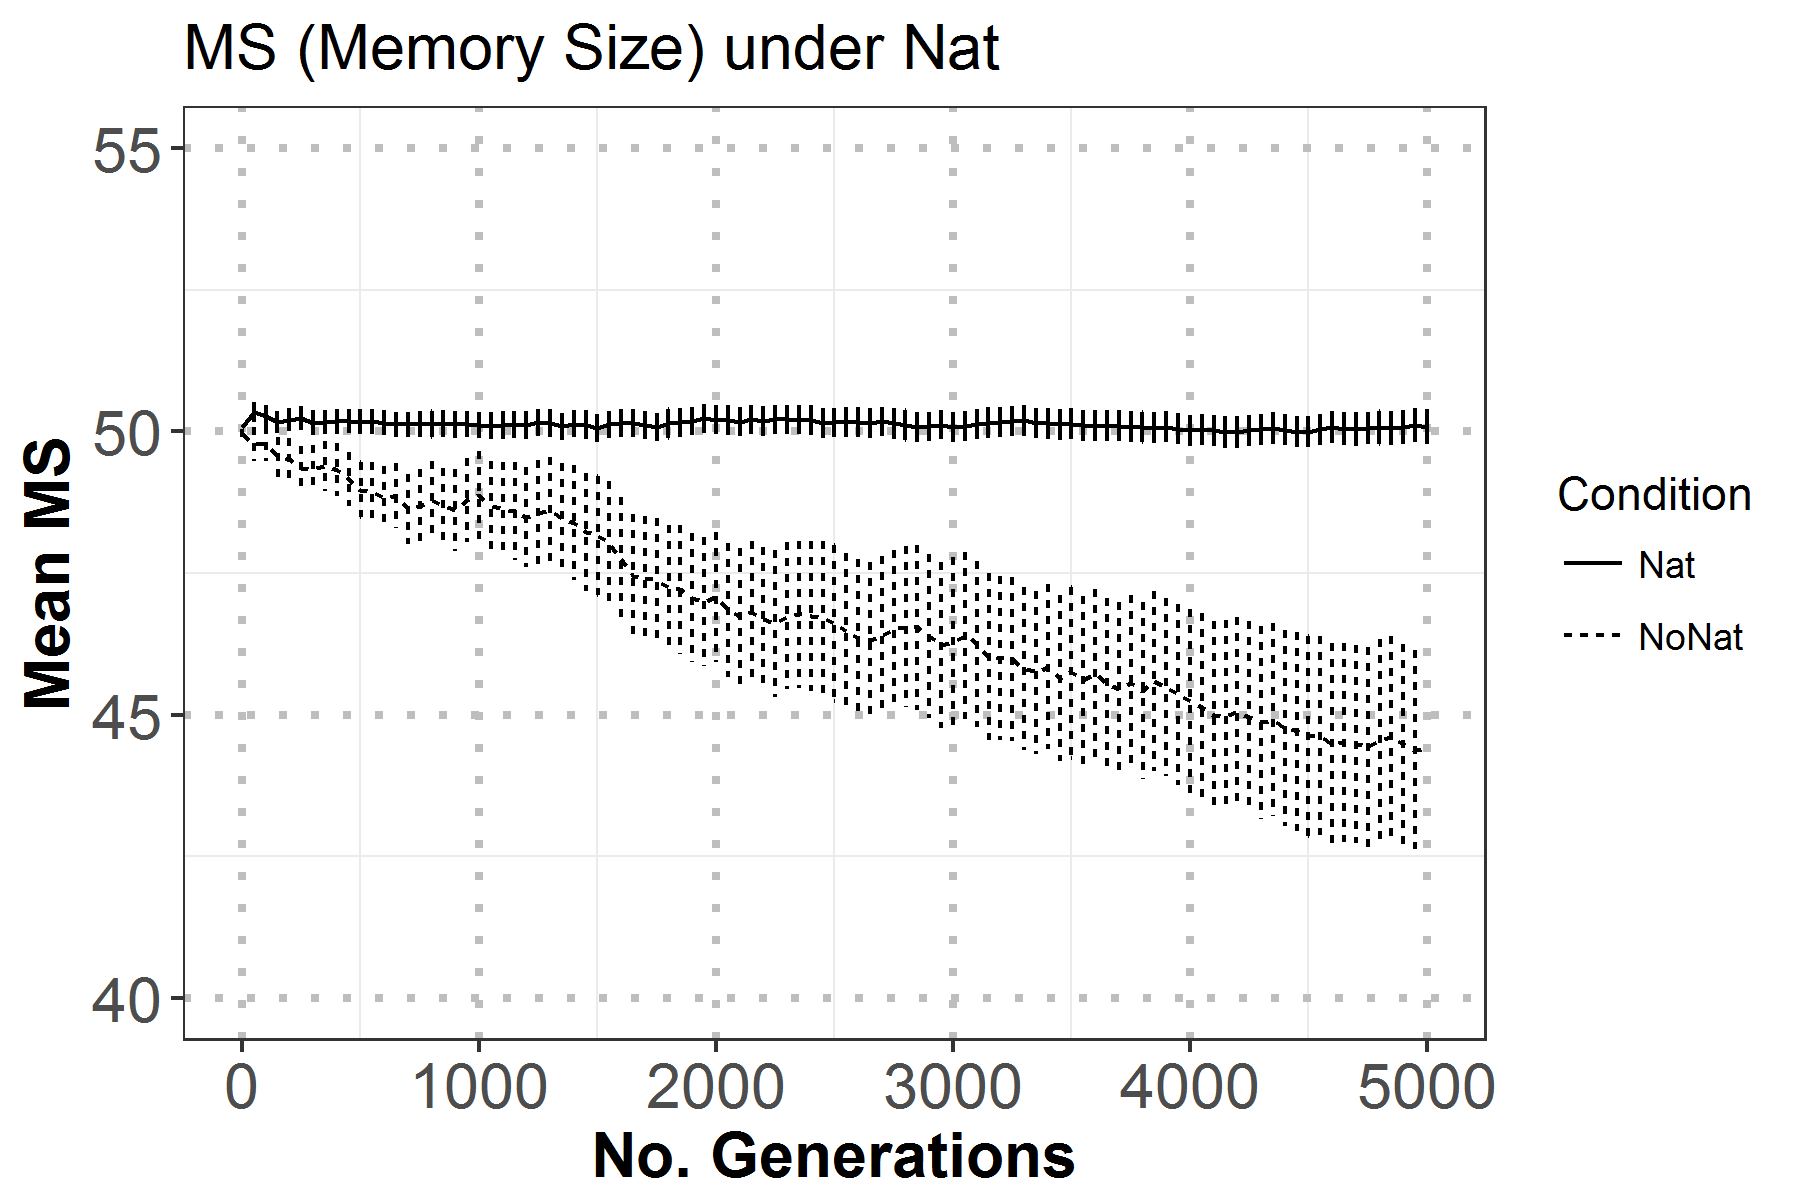 MS (Memory Size) under Nat
55
50
45
40
Mean MS
0 1000 2000 3000 4000 5000
No. Generations
Condition
Nat
NoNat